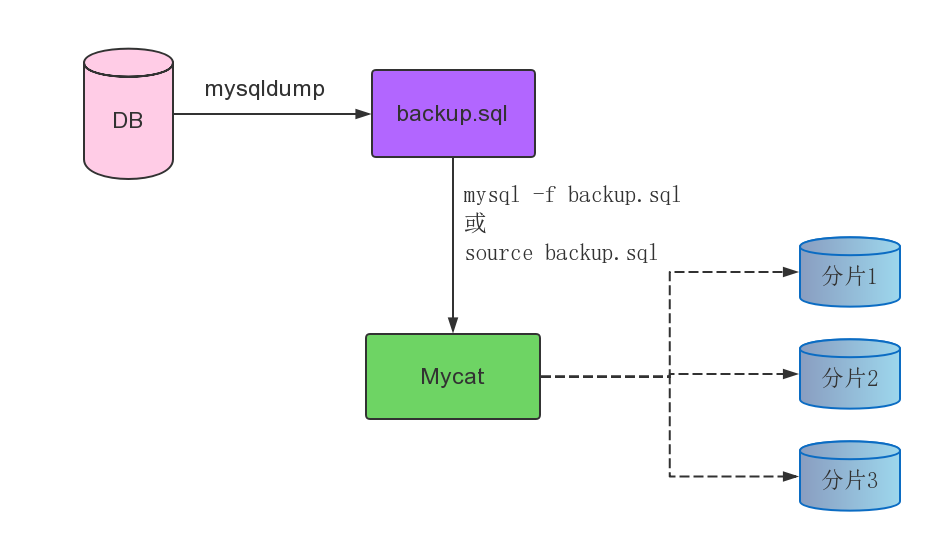 DB
mysqldump
backup.sql
mysql -f backup.sql
或
source backup.sql
Mycat
分片1
分片2
分片3